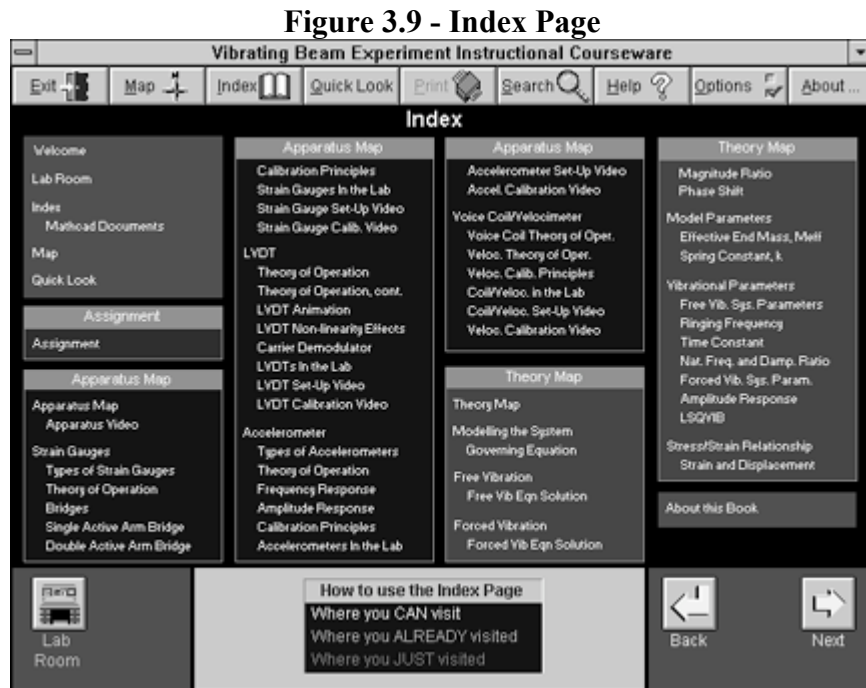 Figure 3.9 - Index Page
Vibrating Beam Experiment Instructional Courseware
Exit Map Index Quick Look Print Search Help Options About ...
Index
Welcome
Lab Room
Index
Mathcad Documents
Map
Quick Look
Assignment
Assignment
Apparatus Map
Apparatus Map
Apparatus Video
Strain Gauges
Types of Strain Gauges
Theory of Operation
Bridges
Single Active Arm Bridge
Double Active Arm Bridge
Apparatus Map
Calibration Principles
Strain Gauges In the Lab
Strain Gauge Set-Up Video
Strain Gauge Calib. Video
LVDT
Theory of Operation
Theory of Operation, cont.
LVDT Animation
LVDT Non-linearity Effects
Carrier Demodulator
LVDTs In the Lab
LVDT Set-Up Video
LVDT Calibration Video
Accelerometer
Types of Accelerometers
Theory of Operation
Frequency Response
Amplitude Response
Calibration Principles
Accelerometers In the Lab
Apparatus Map
Accelerometer Set-Up Video
Accel. Calibration Video
Voice Coil/Velocimeter
Voice Coil Theory of Oper.
Veloc. Theory of Oper.
Veloc. Calib. Principles
Coil/Veloc. in the Lab
Coil/Veloc. Set-Up Video
Veloc. Calibration Video
Theory Map
Theory Map
Modelling the System
Governing Equation
Free Vibration
Free Vib Eqn Solution
Forced Vibration
Forced Vib Eqn Solution
Theory Map
Magnitude Ratio
Phase Shift
Model Parameters
Effective End Mass, Meff
Spring Constant, k
Vibrational Parameters
Free Vib. Sys. Parameters
Ringing Frequency
Time Constant
Nat. Freq. and Damp. Ratio
Forced Vib. Sys. Param.
Amplitude Response
LSQVIB
Stress/Strain Relationship
Strain and Displacement
About this Book
Lab
Room
How to use the Index Page
Where you CAN visit
Where you ALREADY visited
Where you JUST visited
Back
Next